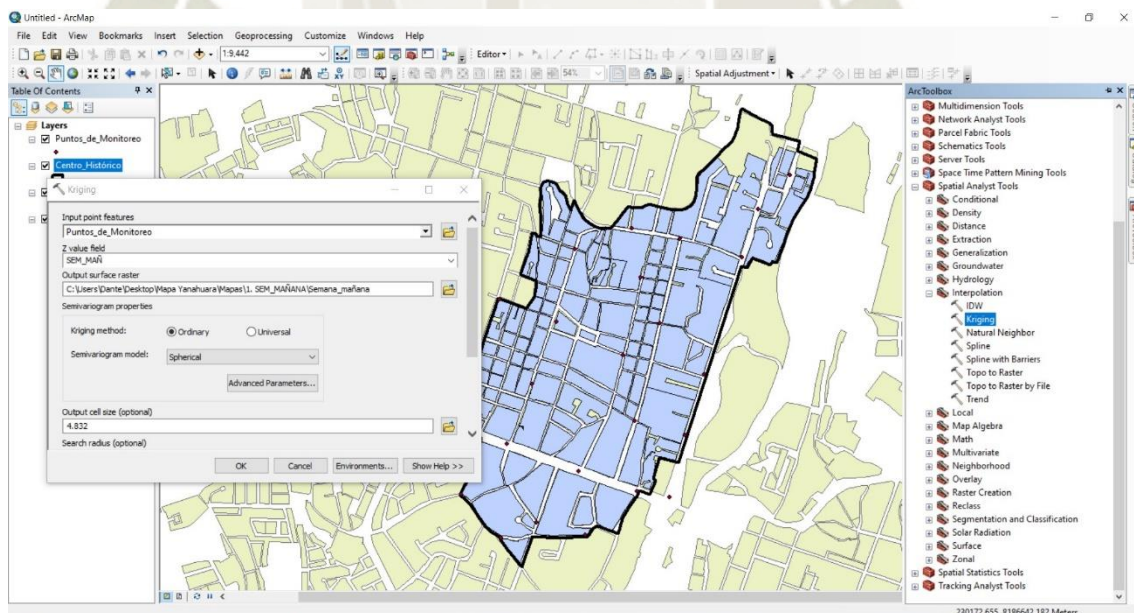 Untitled - ArcMap
File Edit View Bookmarks Insert Selection Geoprocessing Customize Windows Help
1:9,442
Editor
54%
Spatial Adjustment
Table Of Contents
Layers
Puntos_de_Monitoreo
Centro_Histórico
Kriging
Input point features
Puntos_de_Monitoreo
Z value field
SEM_MAÑ
Output surface raster
C:\Users\Dante\Desktop\Mapa Yanahuara\Mapas\1. SEM_MAÑANA\Semana_mañana
Semivariogram properties
Kriging method:
Ordinary
Universal
Semivariogram model:
Spherical
Advanced Parameters...
Output cell size (optional)
4.832
Search radius (optional)
OK
Cancel
Environments...
Show Help >>
ArcToolbox
Multidimension Tools
Network Analyst Tools
Parcel Fabric Tools
Schematics Tools
Server Tools
Space Time Pattern Mining Tools
Spatial Analyst Tools
Conditional
Density
Distance
Extraction
Generalization
Groundwater
Hydrology
Interpolation
IDW
Kriging
Natural Neighbor
Spline
Spline with Barriers
Topo to Raster
Topo to Raster by File
Trend
Local
Map Algebra
Math
Multivariate
Neighborhood
Overlay
Raster Creation
Reclass
Segmentation and Classification
Solar Radiation
Surface
Zonal
Spatial Statistics Tools
Tracking Analyst Tools
230172.655 8186642.182 Meters